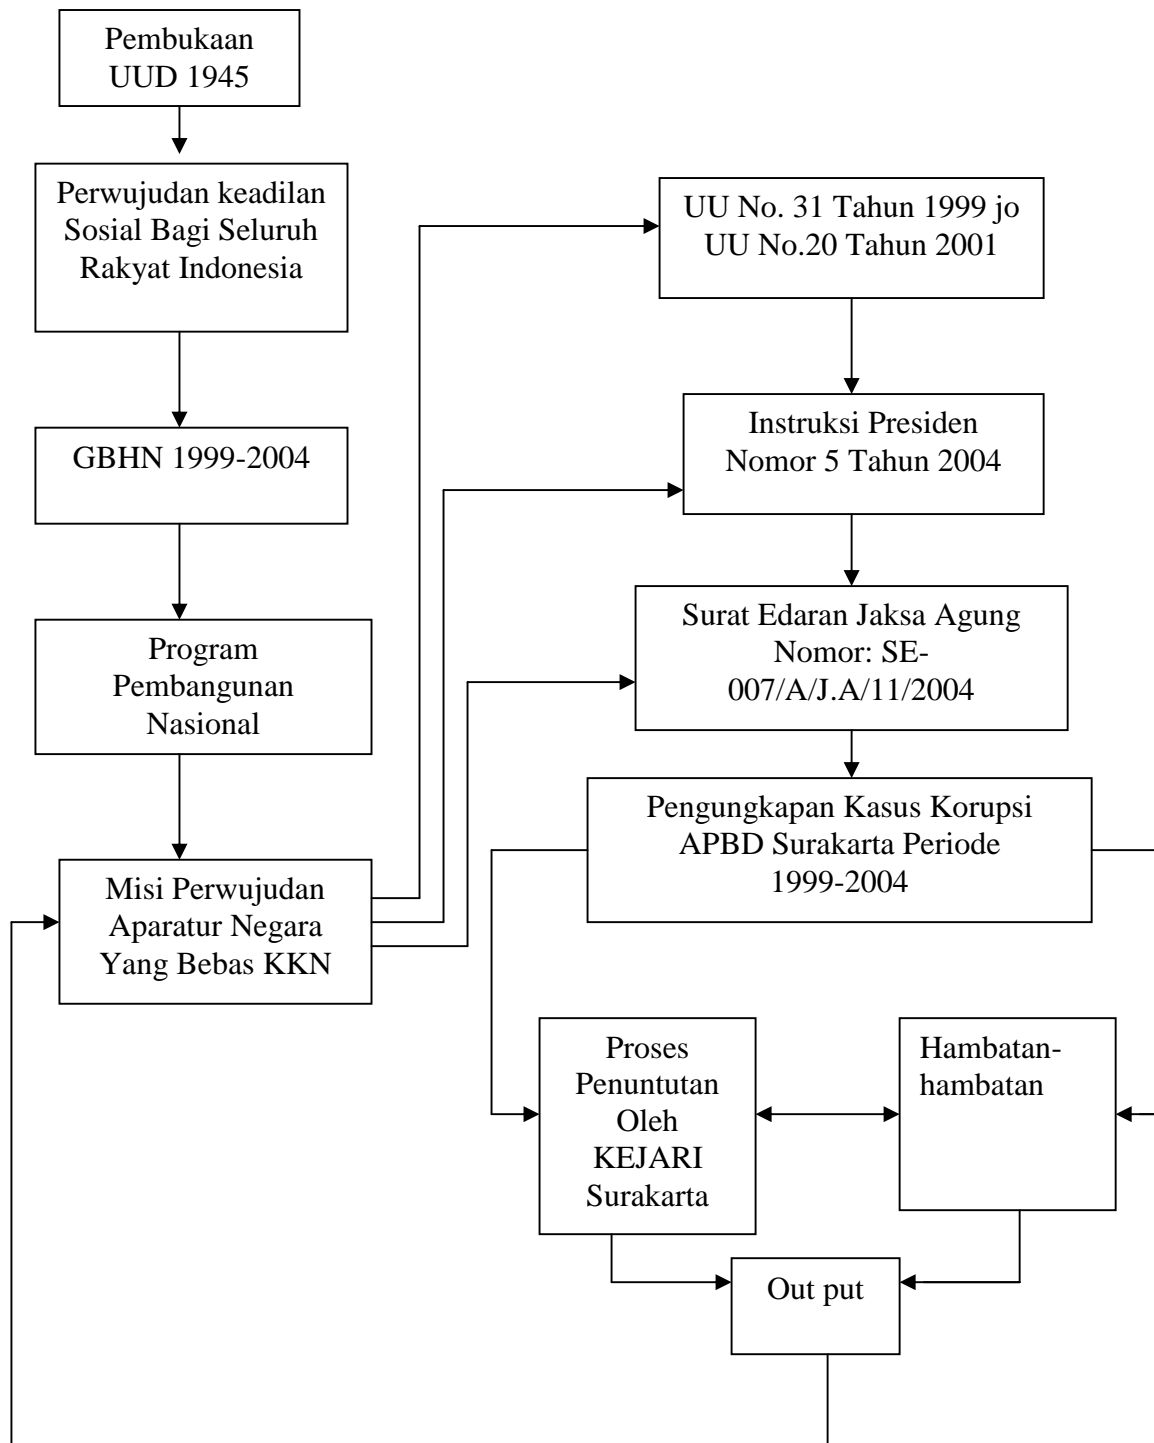 Pembukaan
UUD 1945
Perwujudan keadilan
Sosial Bagi Seluruh
Rakyat Indonesia
GBHN 1999-2004
Program
Pembangunan
Nasional
Misi Perwujudan
Aparatur Negara
Yang Bebas KKN
UU No. 31 Tahun 1999 jo
UU No.20 Tahun 2001
Instruksi Presiden
Nomor 5 Tahun 2004
Surat Edaran Jaksa Agung
Nomor: SE-
007/A/J.A/11/2004
Pengungkapan Kasus Korupsi
APBD Surakarta Periode
1999-2004
Proses
Penuntutan
Oleh
KEJARI
Surakarta
Hambatan-
hambatan
Out put